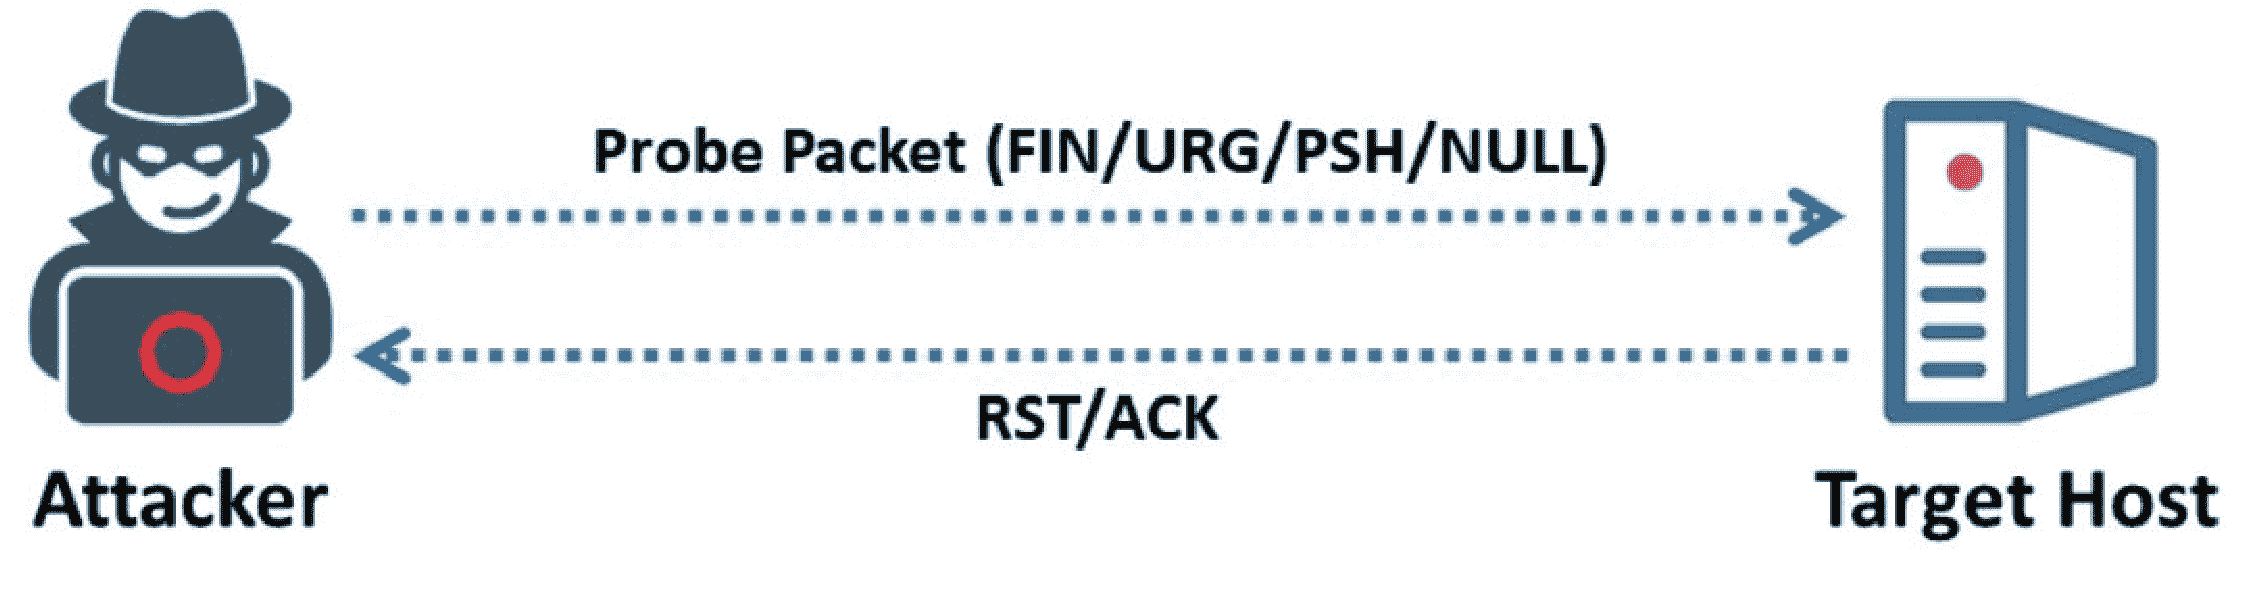 Probe Packet (FIN/URG/PSH/NULL)
RST/ACK
Attacker
Target Host